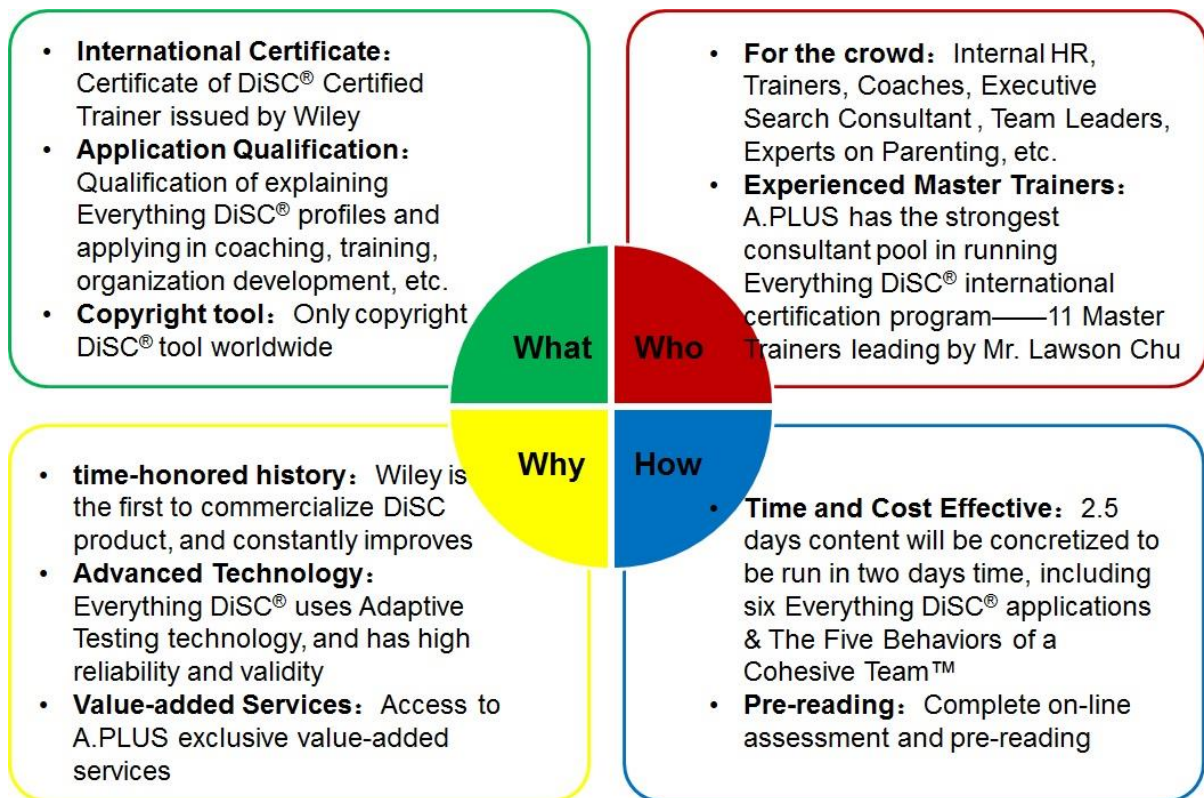 • International Certificate：
Certificate of DiSC® Certified
Trainer issued by Wiley
• Application Qualification：
Qualification of explaining
Everything DiSC® profiles and
applying in coaching, training,
organization development, etc.
• Copyright tool：Only copyright
DiSC® tool worldwide
• For the crowd：Internal HR,
Trainers, Coaches, Executive
Search Consultant , Team Leaders,
Experts on Parenting, etc.
• Experienced Master Trainers：
A.PLUS has the strongest
consultant pool in running
Everything DiSC® international
certification program——11 Master
Trainers leading by Mr. Lawson Chu
What
Who
Why
How
• time-honored history：Wiley is
the first to commercialize DiSC
product, and constantly improves
• Advanced Technology：
Everything DiSC® uses Adaptive
Testing technology, and has high
reliability and validity
• Value-added Services：Access to
A.PLUS exclusive value-added
services
• Time and Cost Effective：2.5
days content will be concretized to
be run in two days time, including
six Everything DiSC® applications
& The Five Behaviors of a
Cohesive Team™
• Pre-reading：Complete on-line
assessment and pre-reading